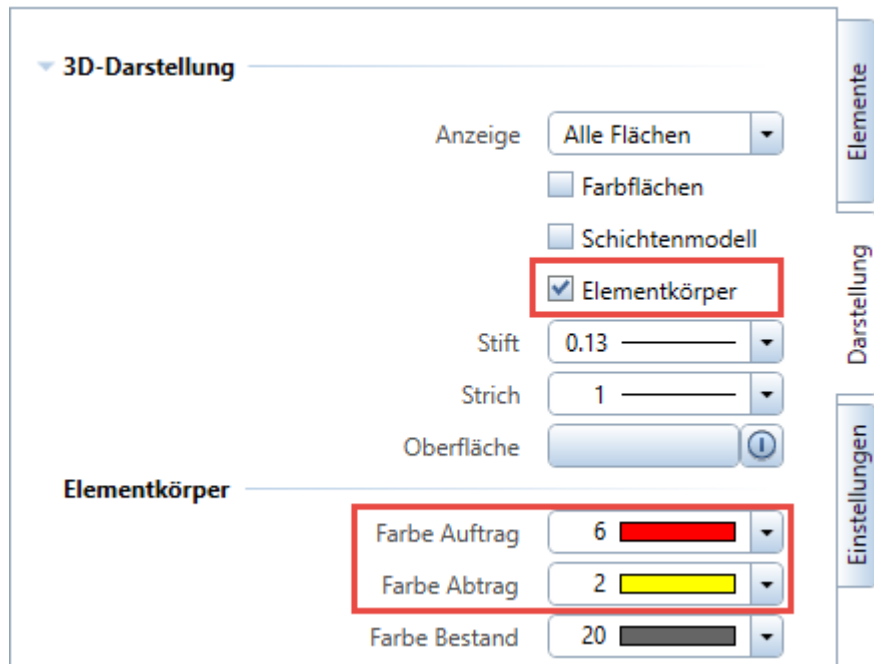 3D-Darstellung
Anzeige Alle Flächen
Farbflächen
Schichtenmodell
Elementkörper
Stift 0.13
Strich 1
Oberfläche
Elementkörper
Farbe Auftrag 6
Farbe Abtrag 2
Farbe Bestand 20
Elemente
Darstellung
Einstellungen